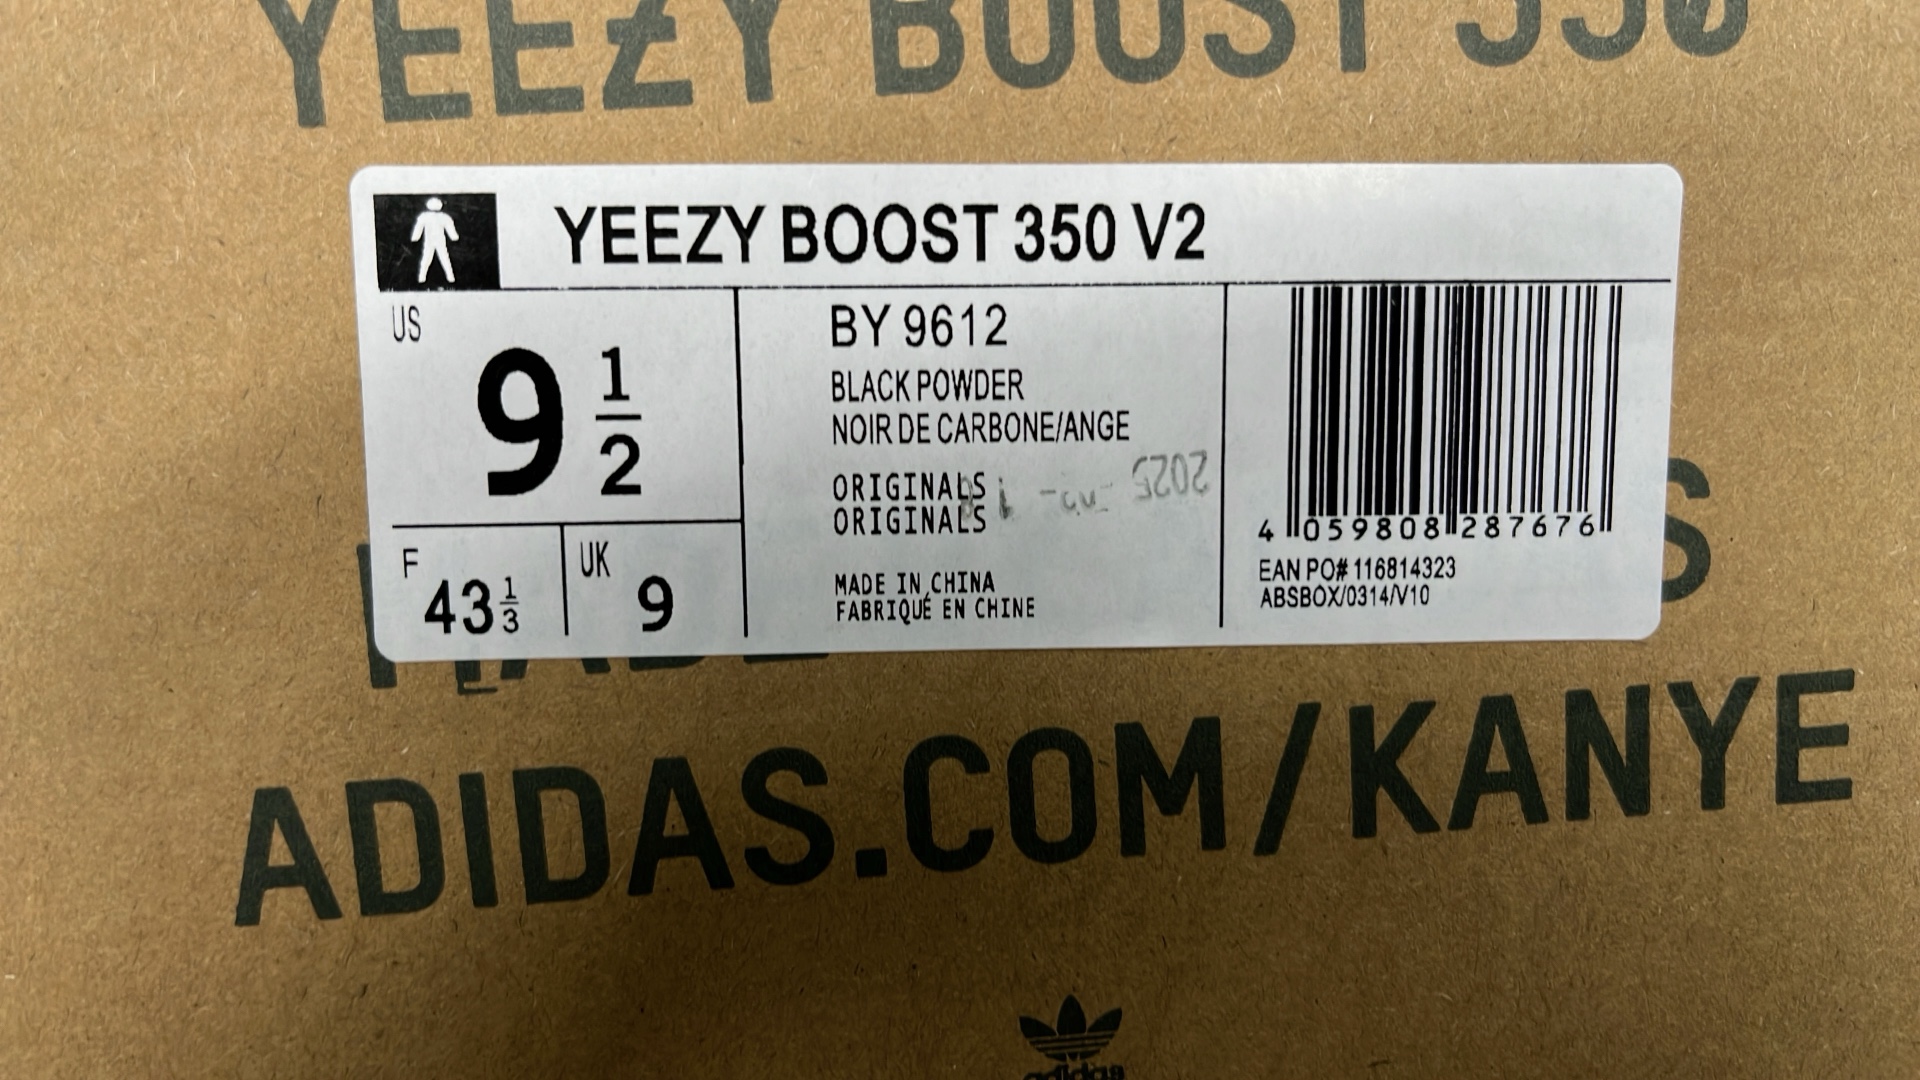 YEEZY BOOST 350
YEEZY BOOST 350 V2
US
9 1/2
F
43 1/3
UK
9
BY 9612
BLACK POWDER
NOIR DE CARBONE/ANGE
ORIGINALS
ORIGINALS
2025
MADE IN CHINA
FABRIQUÉ EN CHINE
4 059808 287676
EAN PO# 116814323
ABSBOX/0314/V10
ADIDAS.COM/KANYE
adidas